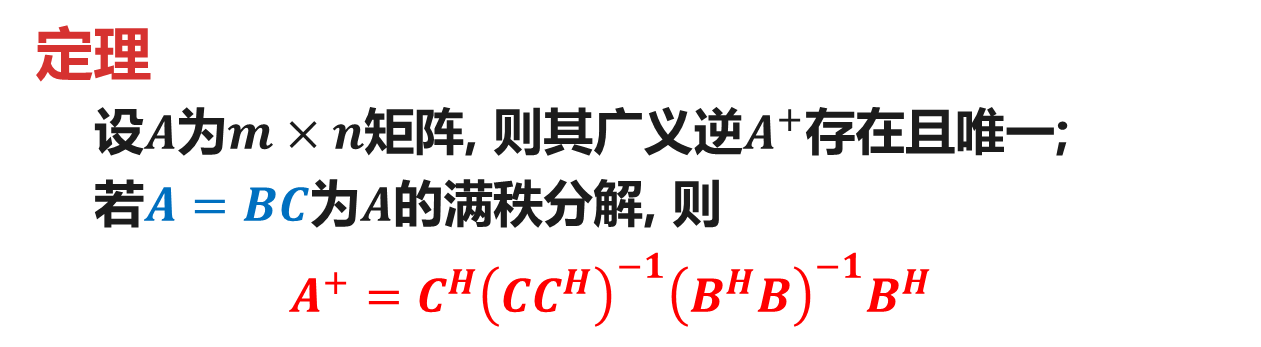 定理
设A为m × n矩阵, 则其广义逆A⁺存在且唯一;
若A = BC为A的满秩分解, 则
A⁺ = Cᴴ(CCᴴ)⁻¹(BᴴB)⁻¹Bᴴ